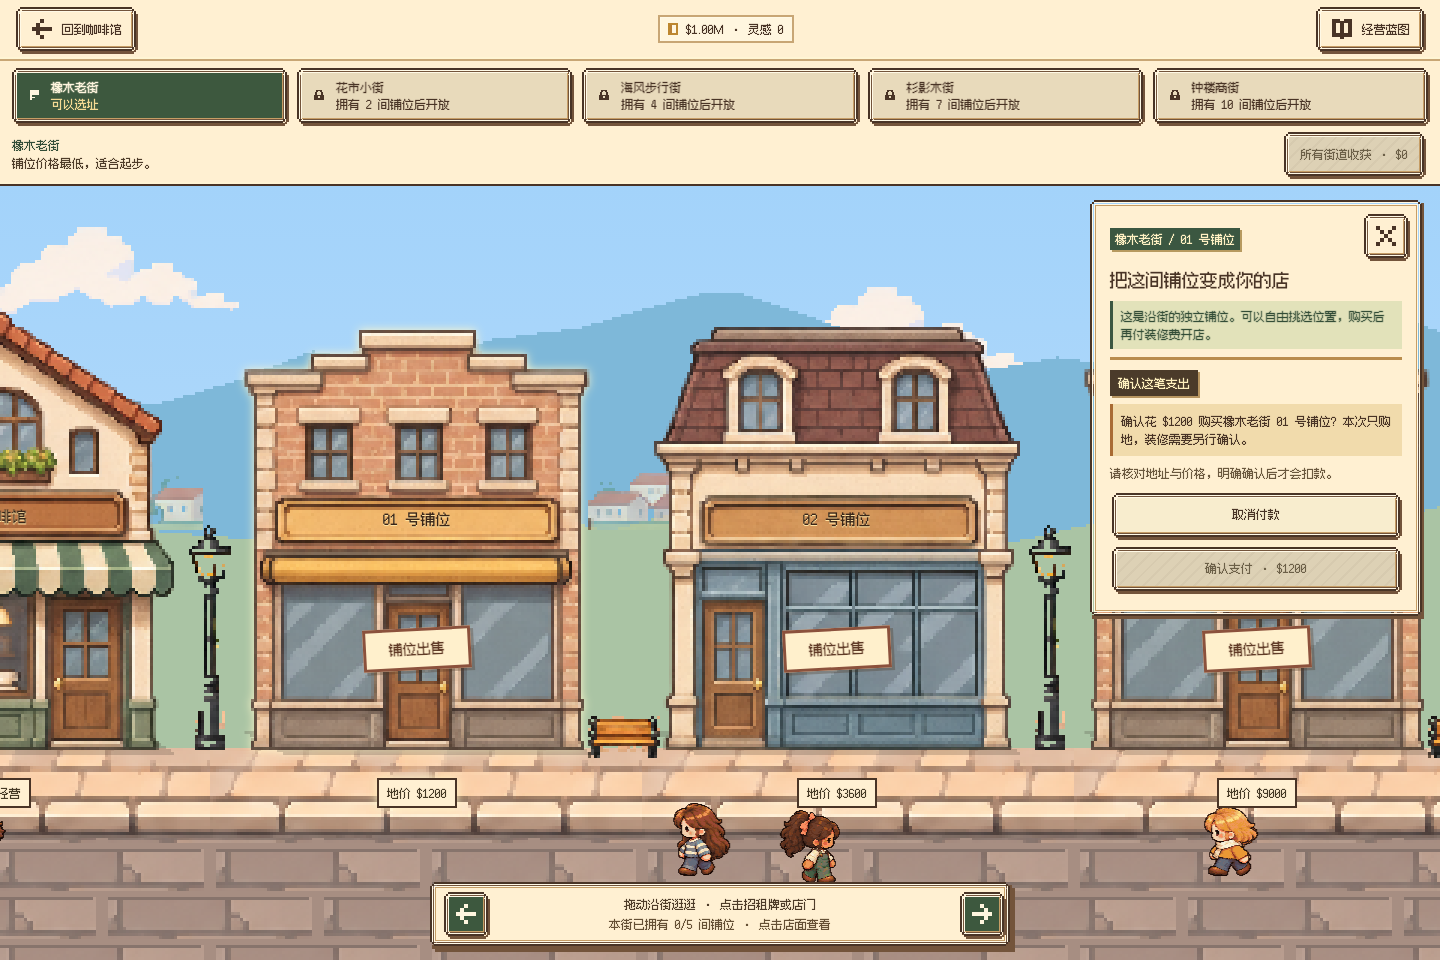 回到咖啡馆
$1.00M · 灵感 0
经营蓝图
橡木老街
可以选址
花市小街
拥有 2 间铺位后开放
海风步行街
拥有 4 间铺位后开放
杉影木街
拥有 7 间铺位后开放
钟楼商街
拥有 10 间铺位后开放
橡木老街
铺位价格最低，适合起步。
所有街道收获 · $0
橡木老街 / 01 号铺位
把这间铺位变成你的店
这是沿街的独立铺位。可以自由挑选位置，购买后
再付装修费开店。
确认这笔支出
确认花 $1200 购买橡木老街 01 号铺位？本次只购
地，装修需要另行确认。
请核对地址与价格，明确确认后才会扣款。
取消付款
确认支付 · $1200
啡馆
01 号铺位
02 号铺位
铺位出售
铺位出售
铺位出售
经营
地价 $1200
地价 $3600
地价 $9000
拖动沿街逛逛 · 点击招租牌或店门
本街已拥有 0/5 间铺位 · 点击店面查看